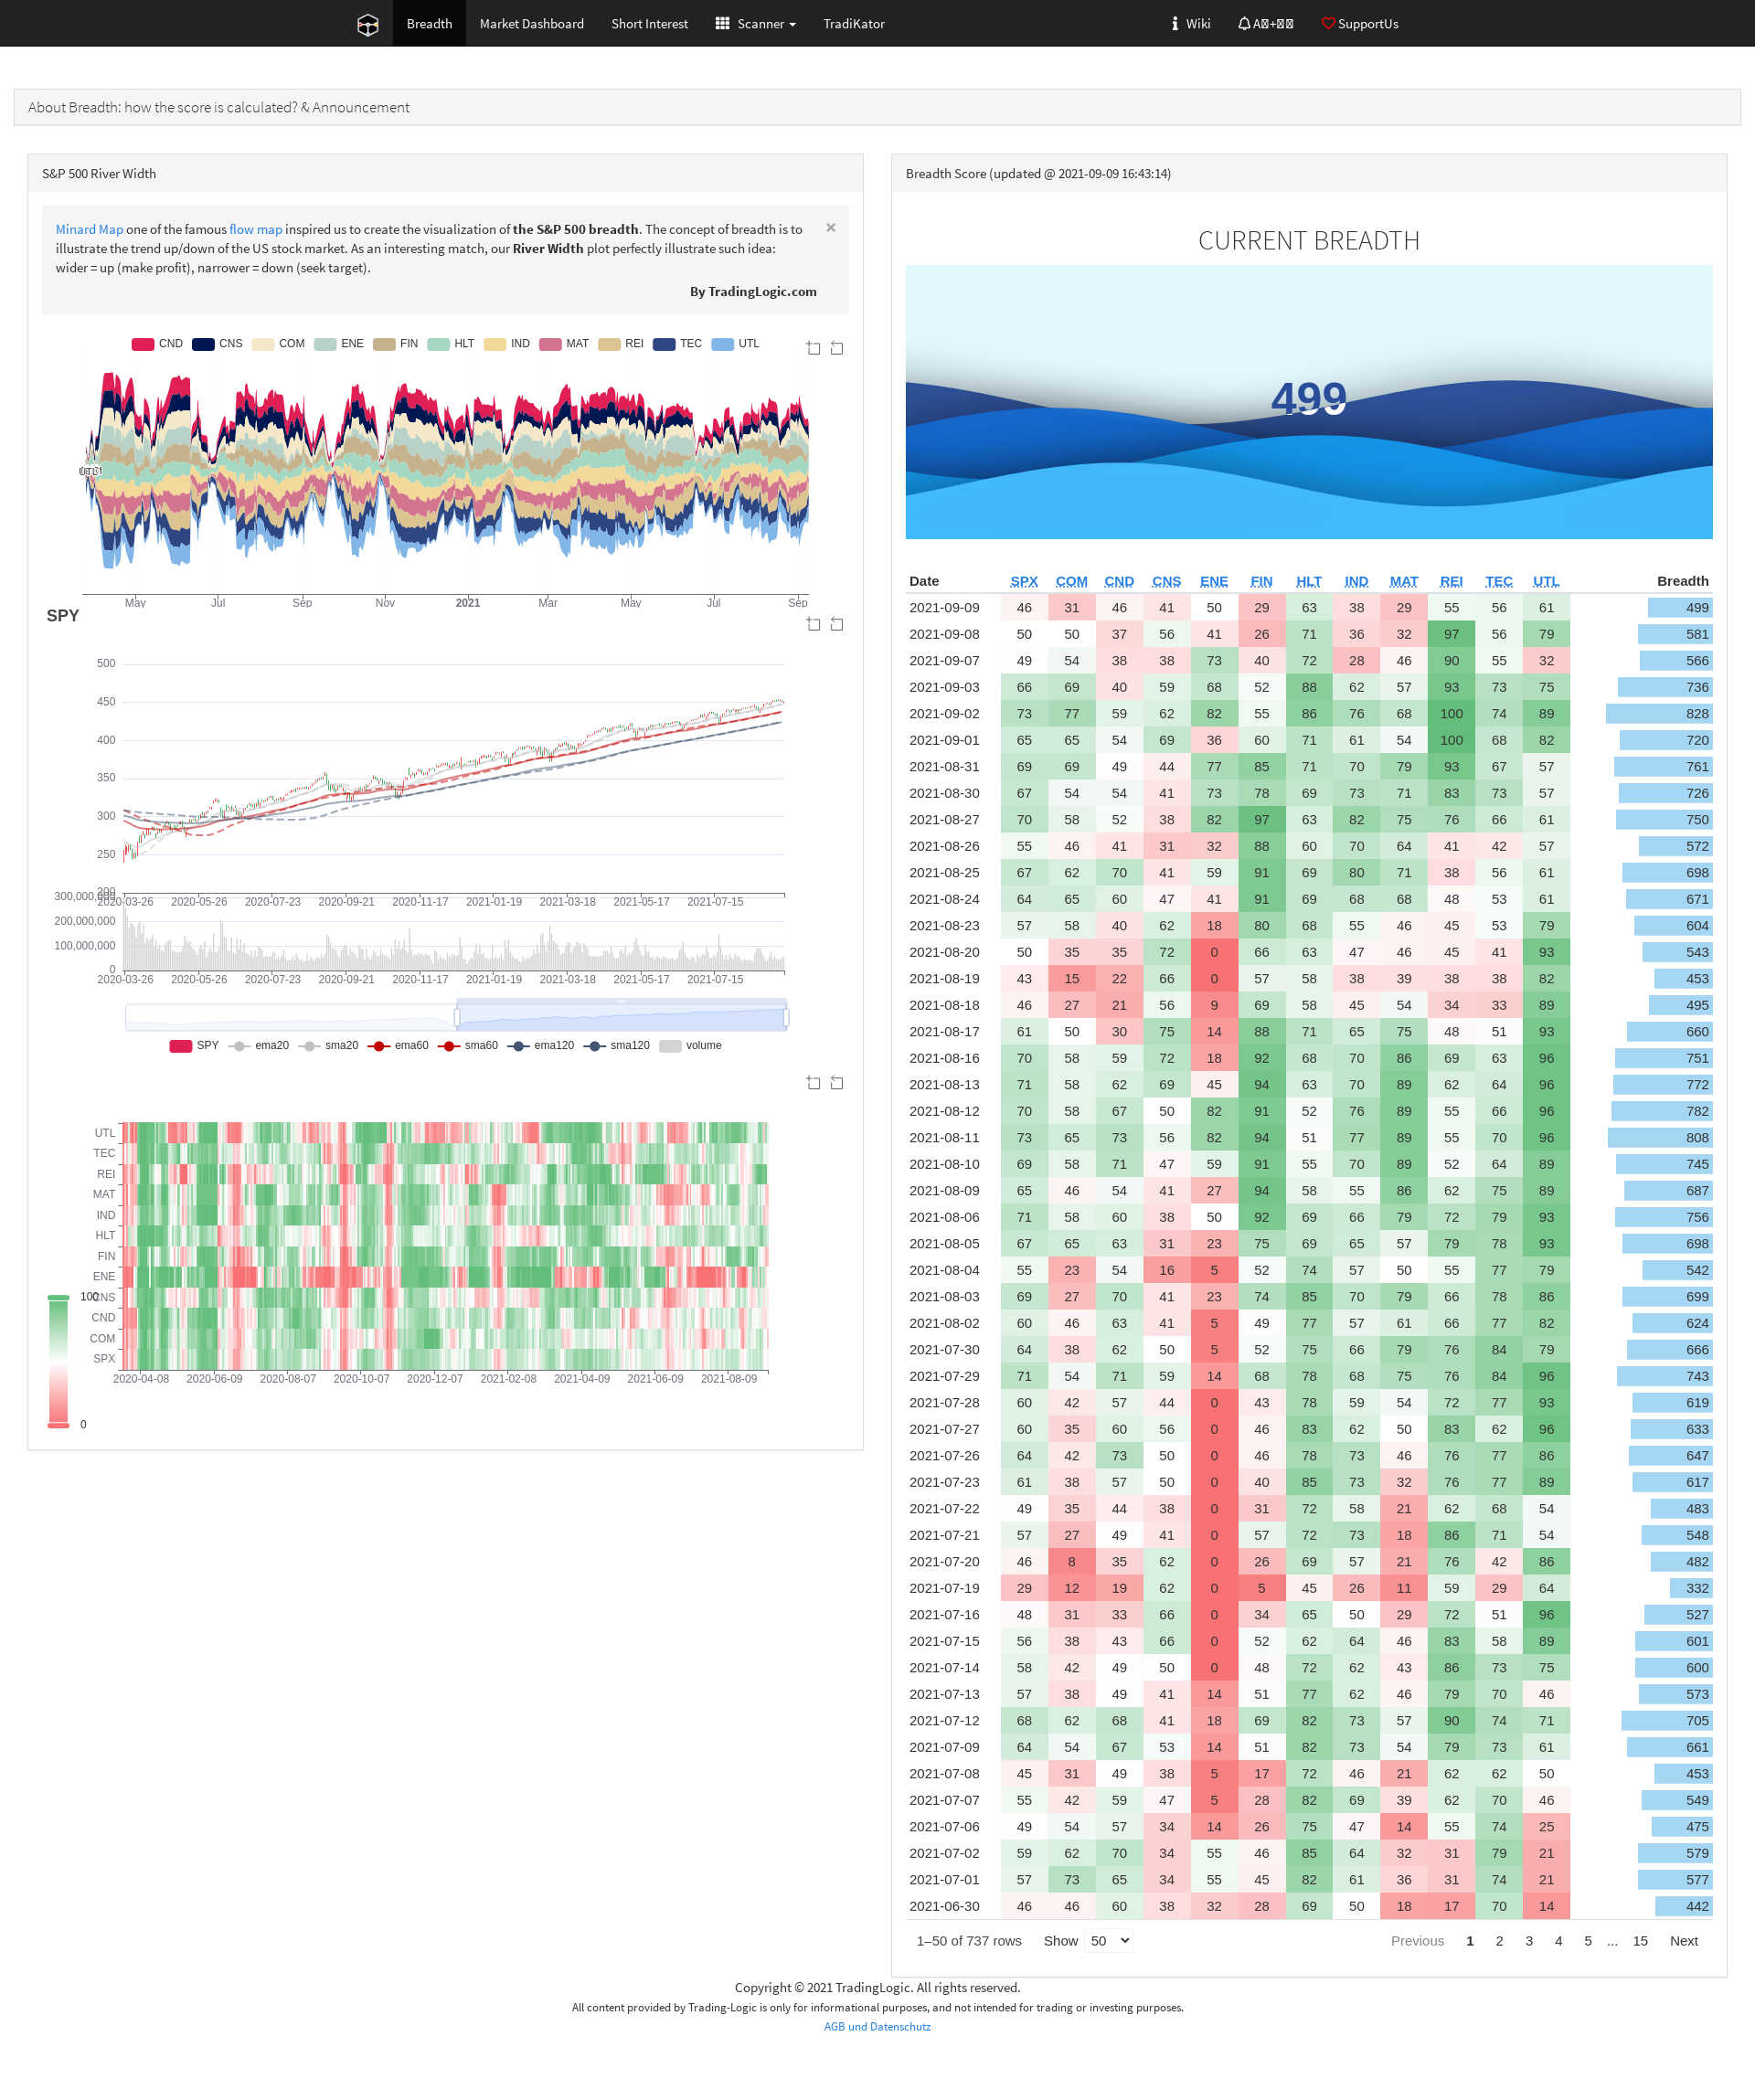 Breadth Market Dashboard Short Interest Scanner TradiKator Wiki SupportUs
About Breadth: how the score is calculated? & Announcement
S&P 500 River Width
Minard Map one of the famous flow map inspired us to create the visualization of the S&P 500 breadth. The concept of breadth is to
illustrate the trend up/down of the US stock market. As an interesting match, our River Width plot perfectly illustrate such idea:
wider = up (make profit), narrower = down (seek target).
×
By TradingLogic.com
CND CNS COM ENE FIN HLT IND MAT REI TEC UTL
May Jul Sep Nov 2021 Mar May Jul Sep
SPY
500
450
400
350
300
250
200
2020-03-26 2020-05-26 2020-07-23 2020-09-21 2020-11-17 2021-01-19 2021-03-18 2021-05-17 2021-07-15
300,000,000
200,000,000
100,000,000
0
2020-03-26 2020-05-26 2020-07-23 2020-09-21 2020-11-17 2021-01-19 2021-03-18 2021-05-17 2021-07-15
SPY ema20 sma20 ema60 sma60 ema120 sma120 volume
UTL
TEC
REI
MAT
IND
HLT
FIN
ENE
CNS
CND
COM
SPX
2020-04-08 2020-06-09 2020-08-07 2020-10-07 2020-12-07 2021-02-08 2021-04-09 2021-06-09 2021-08-09
100
0
Breadth Score (updated @ 2021-09-09 16:43:14)
CURRENT BREADTH
499
Date SPX COM CND CNS ENE FIN HLT IND MAT REI TEC UTL Breadth
2021-09-09 46 31 46 41 50 29 63 38 29 55 56 61 499
2021-09-08 50 50 37 56 41 26 71 36 32 97 56 79 581
2021-09-07 49 54 38 38 73 40 72 28 46 90 55 32 566
2021-09-03 66 69 40 59 68 52 88 62 57 93 73 75 736
2021-09-02 73 77 59 62 82 55 86 76 68 100 74 89 828
2021-09-01 65 65 54 69 36 60 71 61 54 100 68 82 720
2021-08-31 69 69 49 44 77 85 71 70 79 93 67 57 761
2021-08-30 67 54 54 41 73 78 69 73 71 83 73 57 726
2021-08-27 70 58 52 38 82 97 63 82 75 76 66 61 750
2021-08-26 55 46 41 31 32 88 60 70 64 41 42 57 572
2021-08-25 67 62 70 41 59 91 69 80 71 38 56 61 698
2021-08-24 64 65 60 47 41 91 69 68 68 48 53 61 671
2021-08-23 57 58 40 62 18 80 68 55 46 45 53 79 604
2021-08-20 50 35 35 72 0 66 63 47 46 45 41 93 543
2021-08-19 43 15 22 66 0 57 58 38 39 38 38 82 453
2021-08-18 46 27 21 56 9 69 58 45 54 34 33 89 495
2021-08-17 61 50 30 75 14 88 71 65 75 48 51 93 660
2021-08-16 70 58 59 72 18 92 68 70 86 69 63 96 751
2021-08-13 71 58 62 69 45 94 63 70 89 62 64 96 772
2021-08-12 70 58 67 50 82 91 52 76 89 55 66 96 782
2021-08-11 73 65 73 56 82 94 51 77 89 55 70 96 808
2021-08-10 69 58 71 47 59 91 55 70 89 52 64 89 745
2021-08-09 65 46 54 41 27 94 58 55 86 62 75 89 687
2021-08-06 71 58 60 38 50 92 69 66 79 72 79 93 756
2021-08-05 67 65 63 31 23 75 69 65 57 79 78 93 698
2021-08-04 55 23 54 16 5 52 74 57 50 55 77 79 542
2021-08-03 69 27 70 41 23 74 85 70 79 66 78 86 699
2021-08-02 60 46 63 41 5 49 77 57 61 66 77 82 624
2021-07-30 64 38 62 50 5 52 75 66 79 76 84 79 666
2021-07-29 71 54 71 59 14 68 78 68 75 76 84 96 743
2021-07-28 60 42 57 44 0 43 78 59 54 72 77 93 619
2021-07-27 60 35 60 56 0 46 83 62 50 83 62 96 633
2021-07-26 64 42 73 50 0 46 78 73 46 76 77 86 647
2021-07-23 61 38 57 50 0 40 85 73 32 76 77 89 617
2021-07-22 49 35 44 38 0 31 72 58 21 62 68 54 483
2021-07-21 57 27 49 41 0 57 72 73 18 86 71 54 548
2021-07-20 46 8 35 62 0 26 69 57 21 76 42 86 482
2021-07-19 29 12 19 62 0 5 45 26 11 59 29 64 332
2021-07-16 48 31 33 66 0 34 65 50 29 72 51 96 527
2021-07-15 56 38 43 66 0 52 62 64 46 83 58 89 601
2021-07-14 58 42 49 50 0 48 72 62 43 86 73 75 600
2021-07-13 57 38 49 41 14 51 77 62 46 79 70 46 573
2021-07-12 68 62 68 41 18 69 82 73 57 90 74 71 705
2021-07-09 64 54 67 53 14 51 82 73 54 79 73 61 661
2021-07-08 45 31 49 38 5 17 72 46 21 62 62 50 453
2021-07-07 55 42 59 47 5 28 82 69 39 62 70 46 549
2021-07-06 49 54 57 34 14 26 75 47 14 55 74 25 475
2021-07-02 59 62 70 34 55 46 85 64 32 31 79 21 579
2021-07-01 57 73 65 34 55 45 82 61 36 31 74 21 577
2021-06-30 46 46 60 38 32 28 69 50 18 17 70 14 442
1–50 of 737 rows Show 50 Previous 1 2 3 4 5 ... 15 Next
Copyright © 2021 TradingLogic. All rights reserved.
All content provided by Trading-Logic is only for informational purposes, and not intended for trading or investing purposes.
AGB und Datenschutz